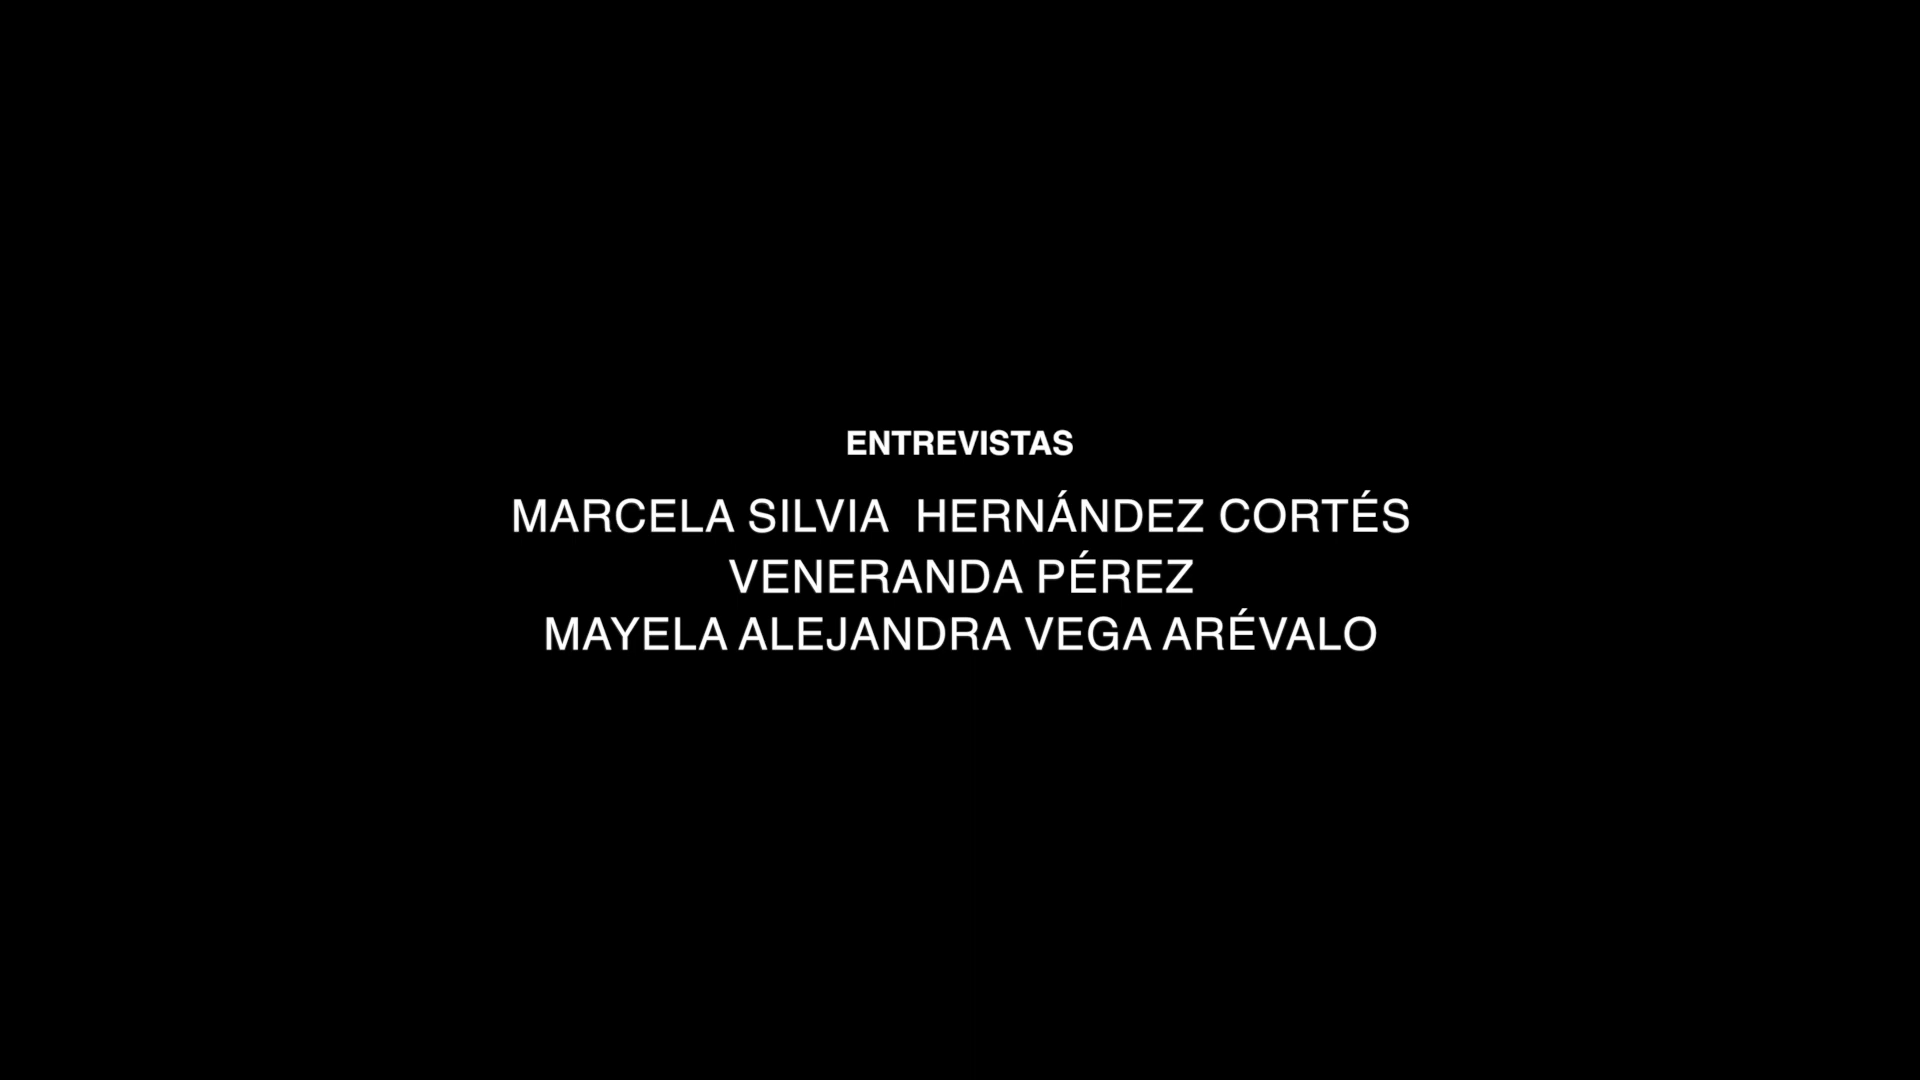 ENTREVISTAS
MARCELA SILVIA  HERNÁNDEZ CORTÉS
VENERANDA PÉREZ
MAYELA ALEJANDRA VEGA ARÉVALO